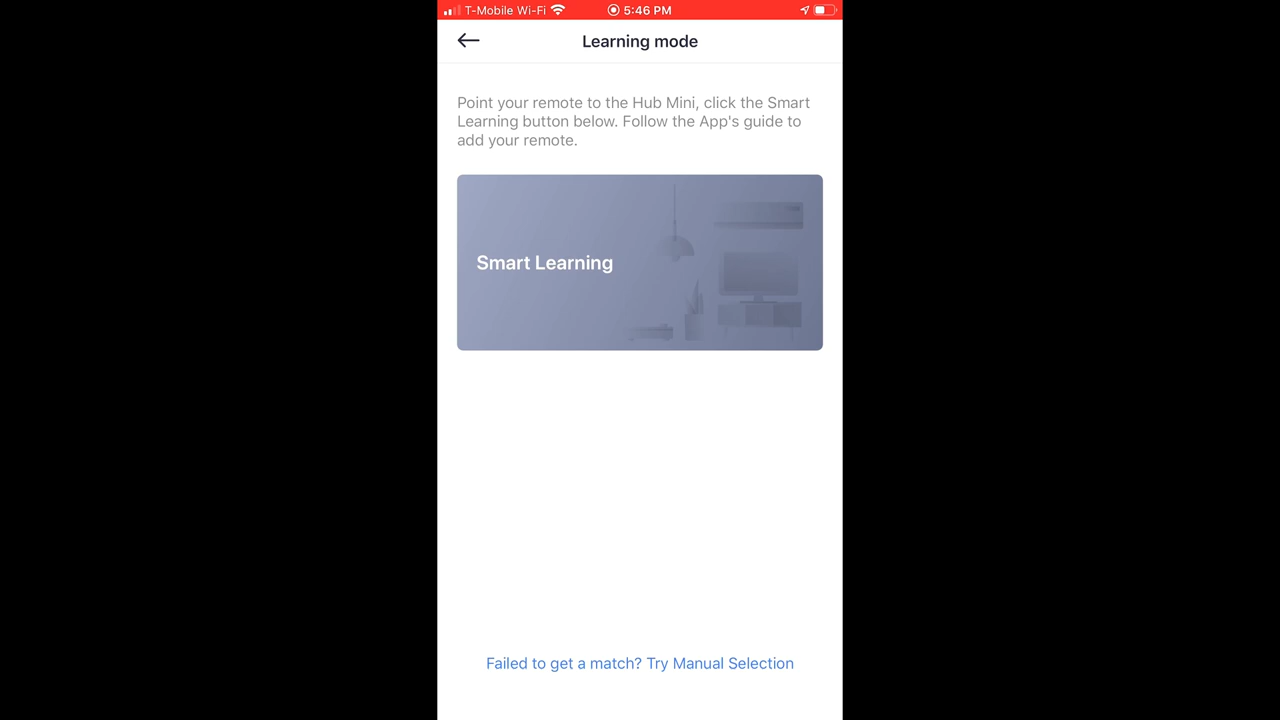 T-Mobile Wi-Fi 5:46 PM
Learning mode
Point your remote to the Hub Mini, click the Smart
Learning button below. Follow the App's guide to
add your remote.
Smart Learning
Failed to get a match? Try Manual Selection